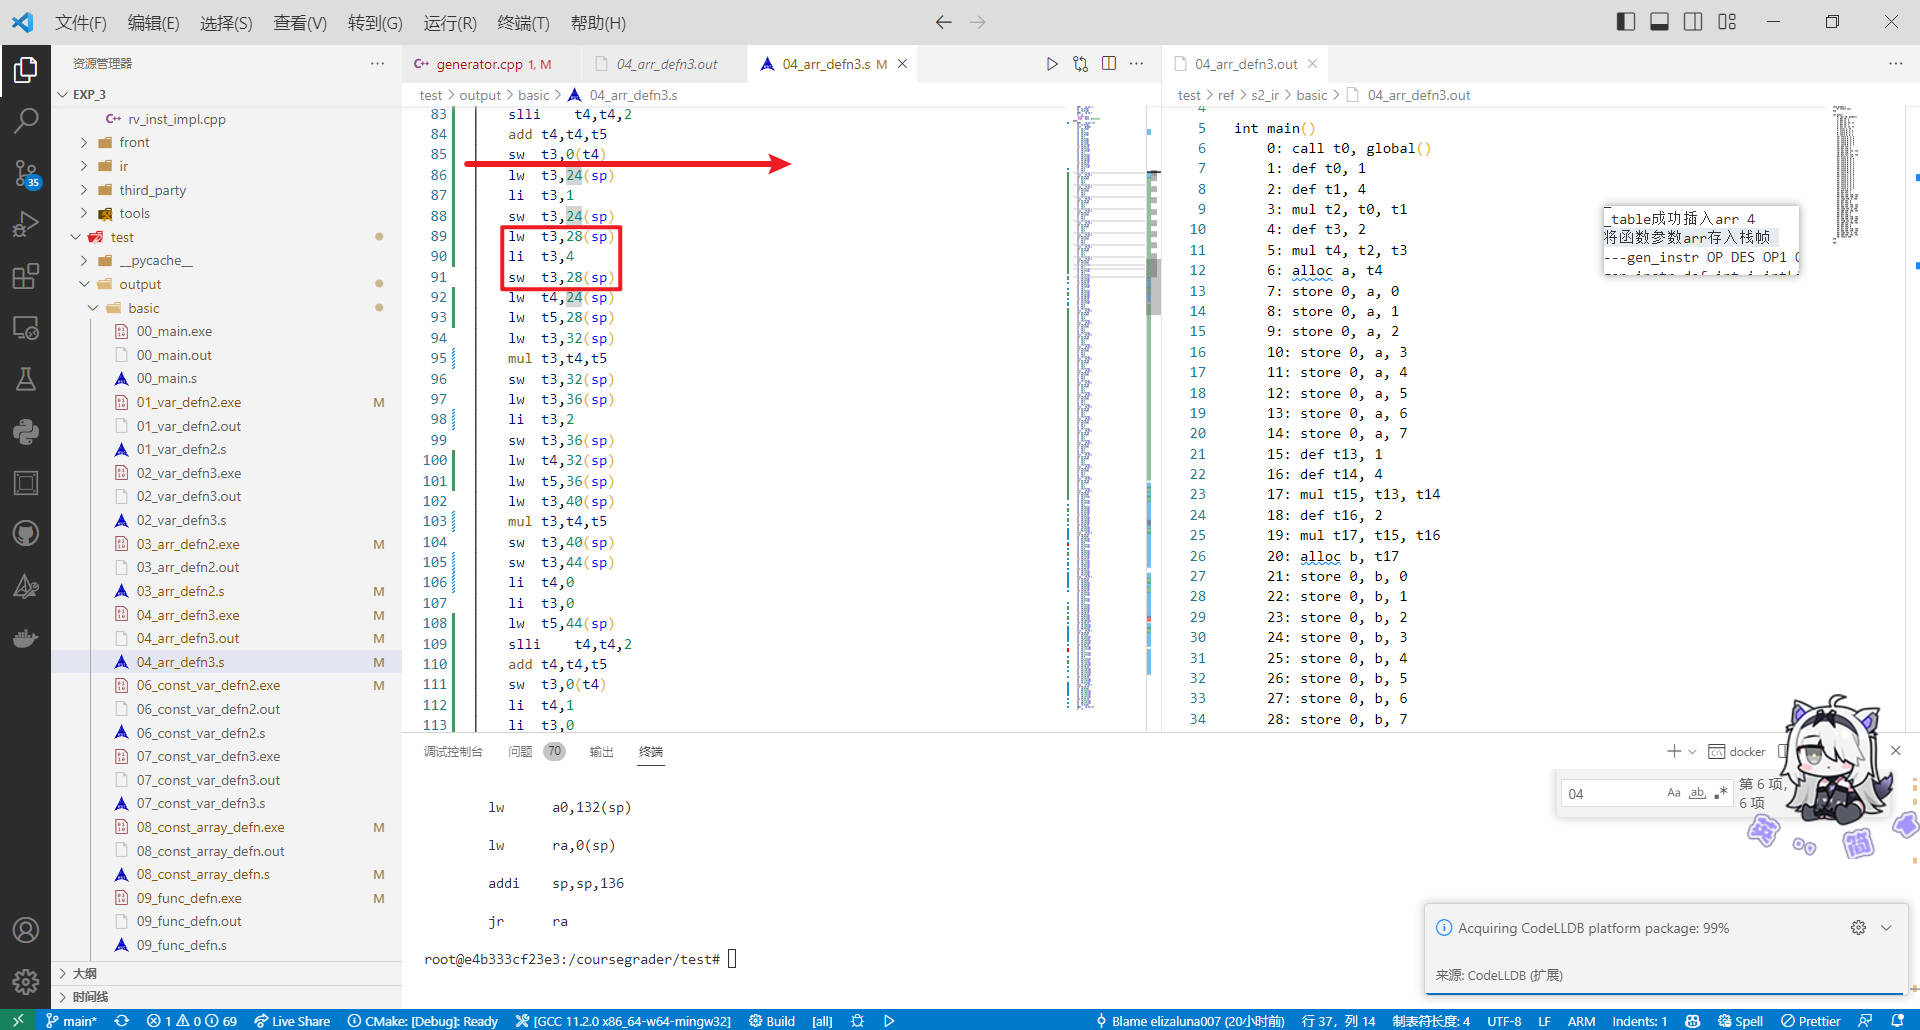 文件(F) 编辑(E) 选择(S) 查看(V) 转到(G) 运行(R) 终端(T) 帮助(H)
资源管理器
EXP_3
rv_inst_impl.cpp
front
ir
third_party
tools
test
__pycache__
output
basic
00_main.exe
00_main.out
00_main.s
01_var_defn2.exe M
01_var_defn2.out
01_var_defn2.s
02_var_defn3.exe
02_var_defn3.out
02_var_defn3.s
03_arr_defn2.exe M
03_arr_defn2.out
03_arr_defn2.s M
04_arr_defn3.exe M
04_arr_defn3.out M
04_arr_defn3.s M
06_const_var_defn2.exe M
06_const_var_defn2.out
06_const_var_defn2.s
07_const_var_defn3.exe
07_const_var_defn3.out
07_const_var_defn3.s
08_const_array_defn.exe M
08_const_array_defn.out
08_const_array_defn.s M
09_func_defn.exe M
09_func_defn.out
09_func_defn.s
大纲
时间线
35
generator.cpp 1, M
04_arr_defn3.out
04_arr_defn3.s M
test > output > basic > 04_arr_defn3.s
83 slli t4,t4,2
84 add t4,t4,t5
85 sw t3,0(t4)
86 lw t3,24(sp)
87 li t3,1
88 sw t3,24(sp)
89 lw t3,28(sp)
90 li t3,4
91 sw t3,28(sp)
92 lw t4,24(sp)
93 lw t5,28(sp)
94 lw t3,32(sp)
95 mul t3,t4,t5
96 sw t3,32(sp)
97 lw t3,36(sp)
98 li t3,2
99 sw t3,36(sp)
100 lw t4,32(sp)
101 lw t5,36(sp)
102 lw t3,40(sp)
103 mul t3,t4,t5
104 sw t3,40(sp)
105 sw t3,44(sp)
106 li t4,0
107 li t3,0
108 lw t5,44(sp)
109 slli t4,t4,2
110 add t4,t4,t5
111 sw t3,0(t4)
112 li t4,1
113 li t3,0
04_arr_defn3.out
test > ref > s2_ir > basic > 04_arr_defn3.out
4
5 int main()
6 0: call t0, global()
7 1: def t0, 1
8 2: def t1, 4
9 3: mul t2, t0, t1
10 4: def t3, 2
11 5: mul t4, t2, t3
12 6: alloc a, t4
13 7: store 0, a, 0
14 8: store 0, a, 1
15 9: store 0, a, 2
16 10: store 0, a, 3
17 11: store 0, a, 4
18 12: store 0, a, 5
19 13: store 0, a, 6
20 14: store 0, a, 7
21 15: def t13, 1
22 16: def t14, 4
23 17: mul t15, t13, t14
24 18: def t16, 2
25 19: mul t17, t15, t16
26 20: alloc b, t17
27 21: store 0, b, 0
28 22: store 0, b, 1
29 23: store 0, b, 2
30 24: store 0, b, 3
31 25: store 0, b, 4
32 26: store 0, b, 5
33 27: store 0, b, 6
34 28: store 0, b, 7
_table成功插入arr 4
将函数参数arr存入栈帧
---gen_instr OP DES OP1
调试控制台 问题 70 输出 终端
docker
04 Aa ab 第 6 项,
6 项
lw a0,132(sp)
lw ra,0(sp)
addi sp,sp,136
jr ra
root@e4b333cf23e3:/coursegrader/test#
英
简
Acquiring CodeLLDB platform package: 99%
来源: CodeLLDB (扩展)
main* 1 0 69 Live Share CMake: [Debug]: Ready [GCC 11.2.0 x86_64-w64-mingw32] Build [all] Blame elizaluna007 (20小时前) 行 37，列 14 制表符长度: 4 UTF-8 LF ARM Indents: 1 Spell Prettier